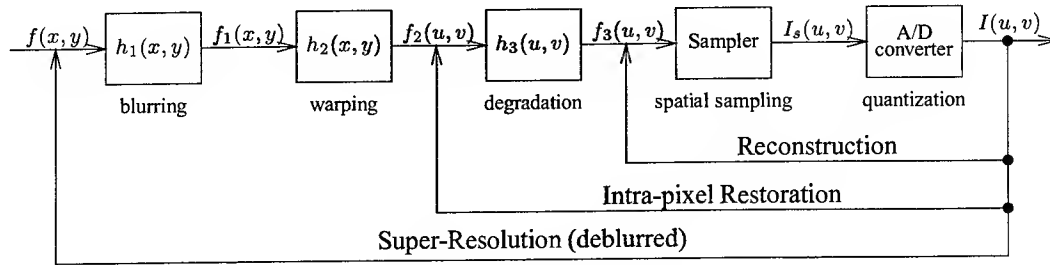 f(x, y)
h₁(x, y)
f₁(x, y)
h₂(x, y)
f₂(u, v)
h₃(u, v)
f₃(u, v)
Sampler
Iₛ(u, v)
A/D
converter
I(u, v)
blurring
warping
degradation
spatial sampling
quantization
Reconstruction
Intra-pixel Restoration
Super-Resolution (deblurred)